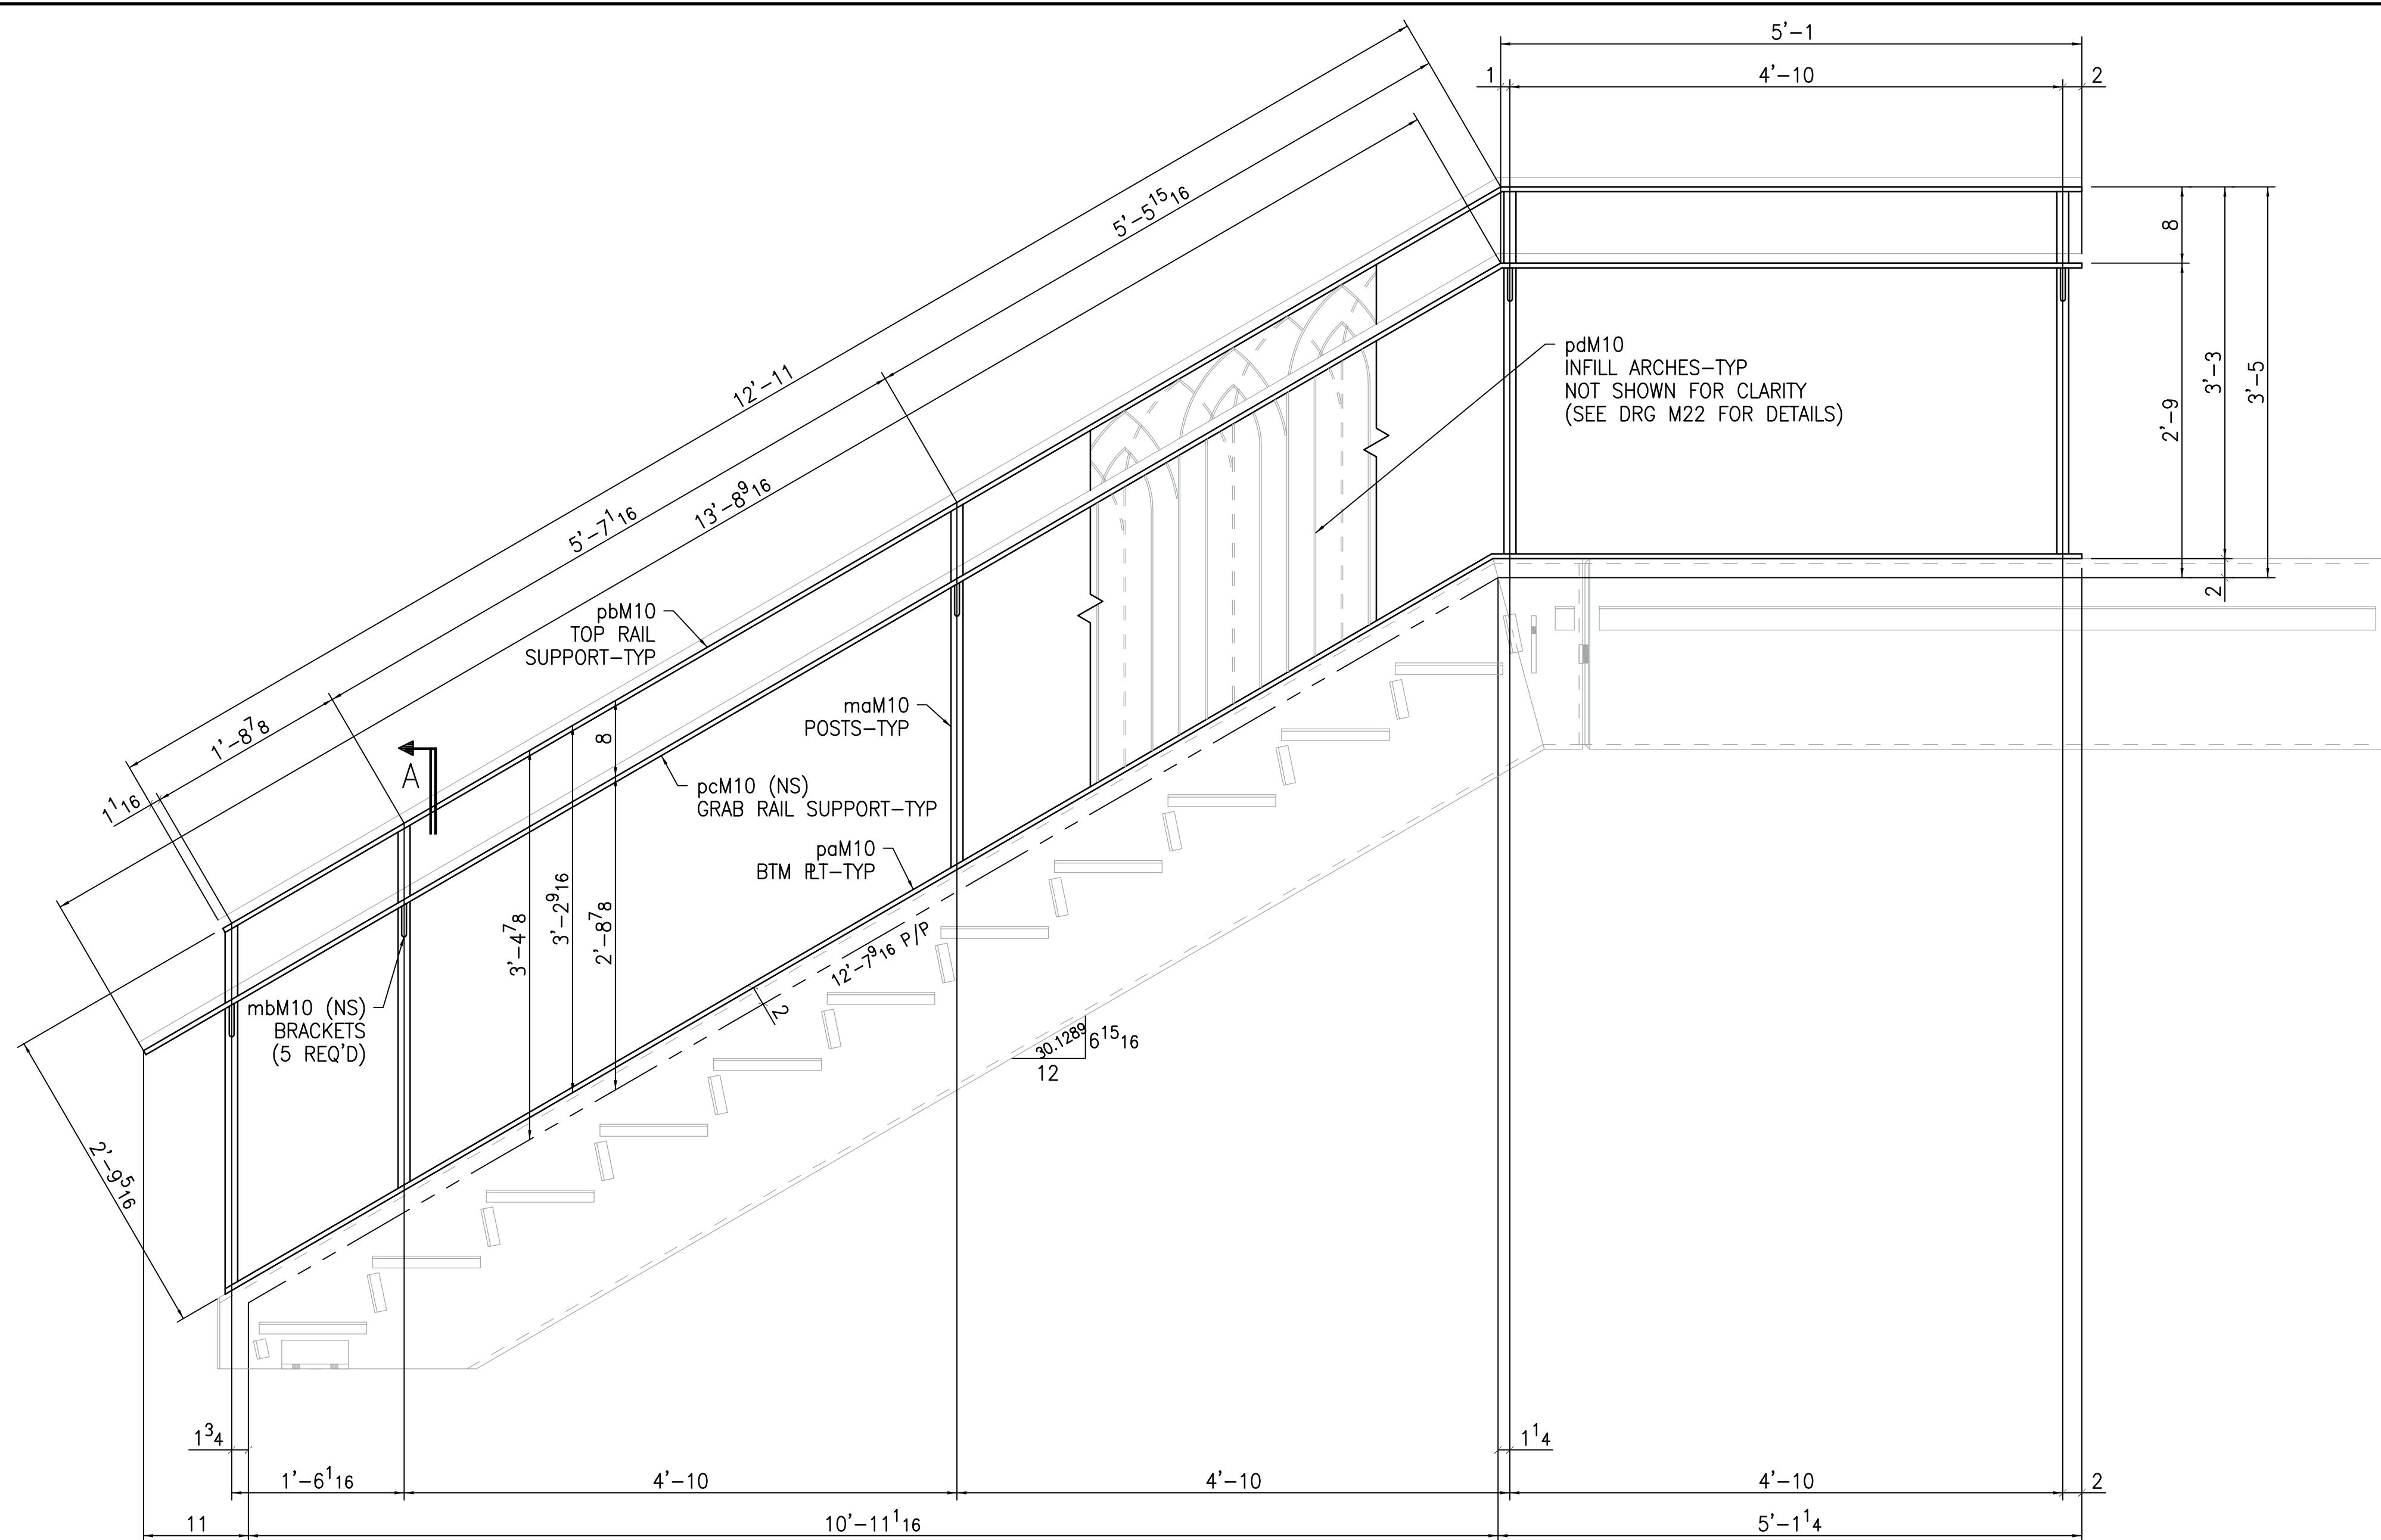 5'-1
1
4'-10
2
5'-5 15/16
12'-11
5'-7 1/16
13'-8 9/16
1'-8 7/8
1 1/16
8
3'-3
3'-5
2'-9
2
pdM10
INFILL ARCHES-TYP
NOT SHOWN FOR CLARITY
(SEE DRG M22 FOR DETAILS)
pbM10
TOP RAIL
SUPPORT-TYP
A
maM10
POSTS-TYP
8
pcM10 (NS)
GRAB RAIL SUPPORT-TYP
paM10
BTM PLT-TYP
3'-4 7/8
3'-2 9/16
2'-8 7/8
12'-7 9/16 P/P
2
mbM10 (NS)
BRACKETS
(5 REQ'D)
30.1289
6 15/16
12
2'-9 5/16
1 3/4
1 1/4
1'-6 1/16
4'-10
4'-10
4'-10
2
11
10'-11 1/16
5'-1 1/4